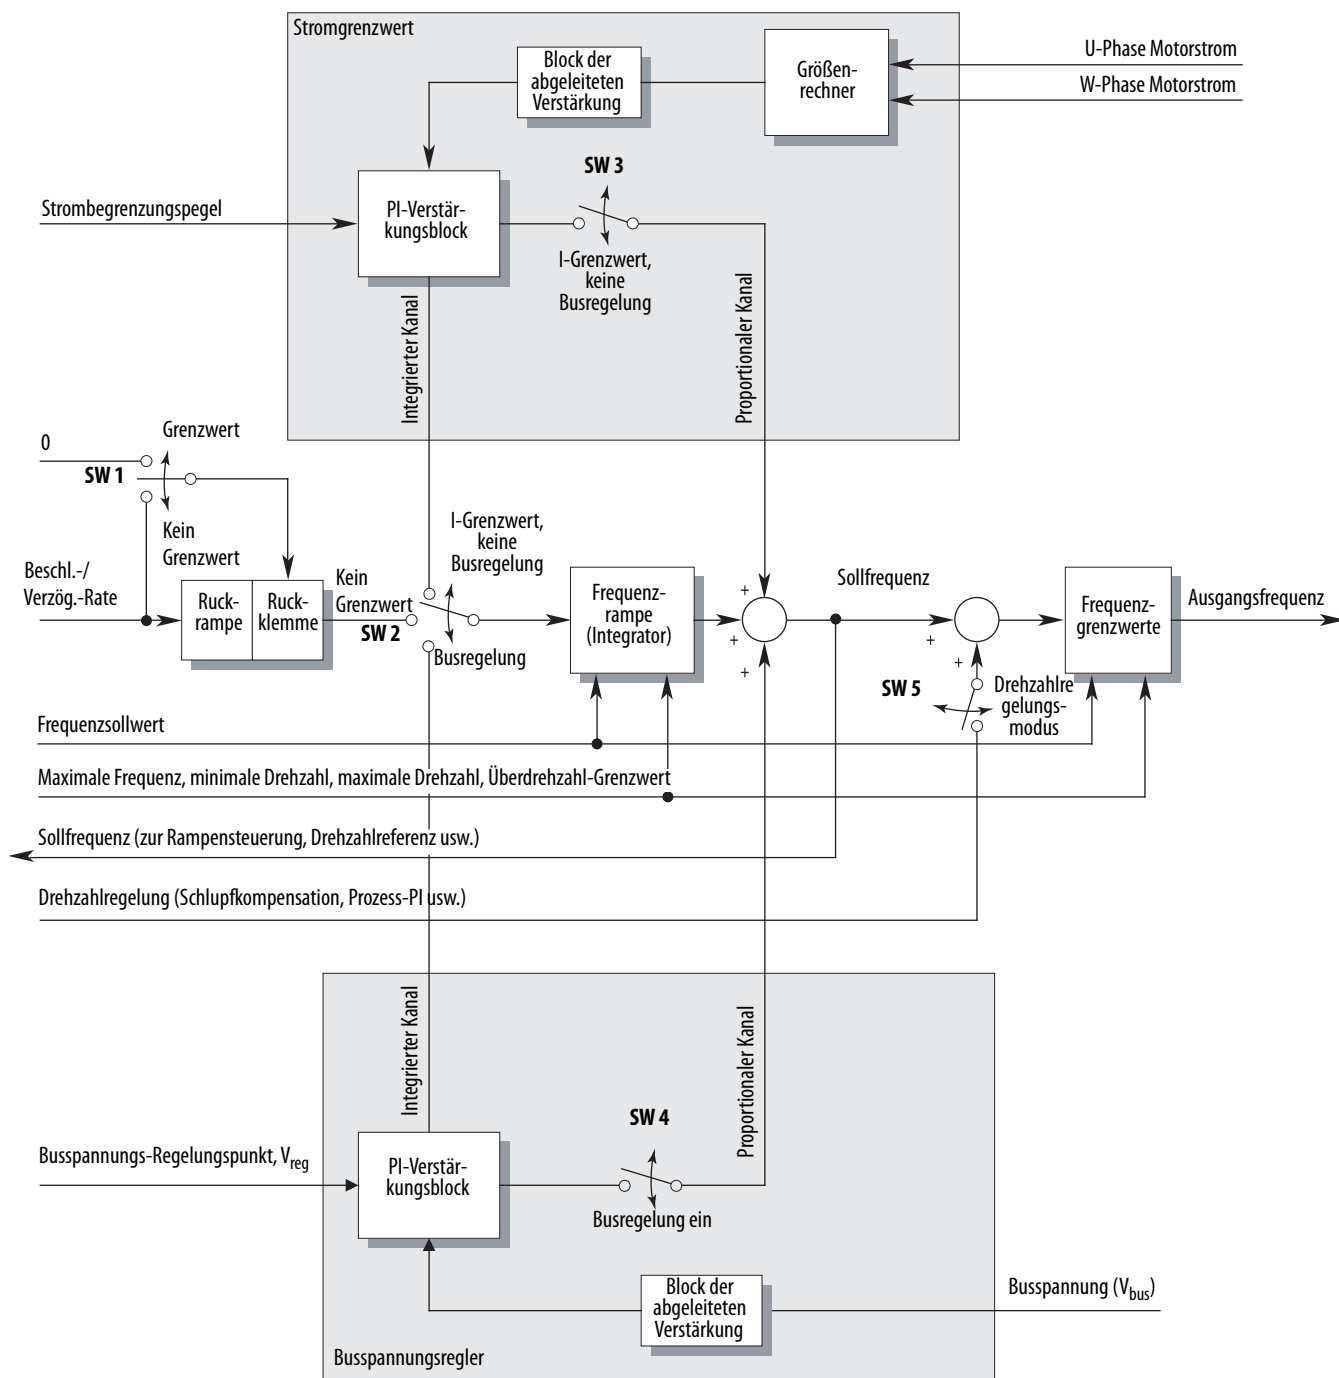 Stromgrenzwert
Block der
abgeleiteten
Verstärkung
Größen-
rechner
U-Phase Motorstrom
W-Phase Motorstrom
SW 3
Strombegrenzungspegel
PI-Verstär-
kungsblock
I-Grenzwert,
keine
Busregelung
Integrierter Kanal
Proportionaler Kanal
0
Grenzwert
SW 1
Kein
Grenzwert
I-Grenzwert,
keine
Busregelung
Beschl.-/
Verzög.-Rate
Ruck-
rampe
Ruck-
klemme
Kein
Grenzwert
SW 2
Busregelung
Frequenz-
rampe
(Integrator)
+
+
+
Sollfrequenz
+
+
Frequenz-
grenzwerte
Ausgangsfrequenz
SW 5
Drehzahlre
gelungs-
modus
Frequenzsollwert
Maximale Frequenz, minimale Drehzahl, maximale Drehzahl, Überdrehzahl-Grenzwert
Sollfrequenz (zur Rampensteuerung, Drehzahlreferenz usw.)
Drehzahlregelung (Schlupfkompensation, Prozess-PI usw.)
Integrierter Kanal
Proportionaler Kanal
SW 4
Busspannungs-Regelungspunkt, Vreg
PI-Verstär-
kungsblock
Busregelung ein
Block der
abgeleiteten
Verstärkung
Busspannung (Vbus)
Busspannungsregler